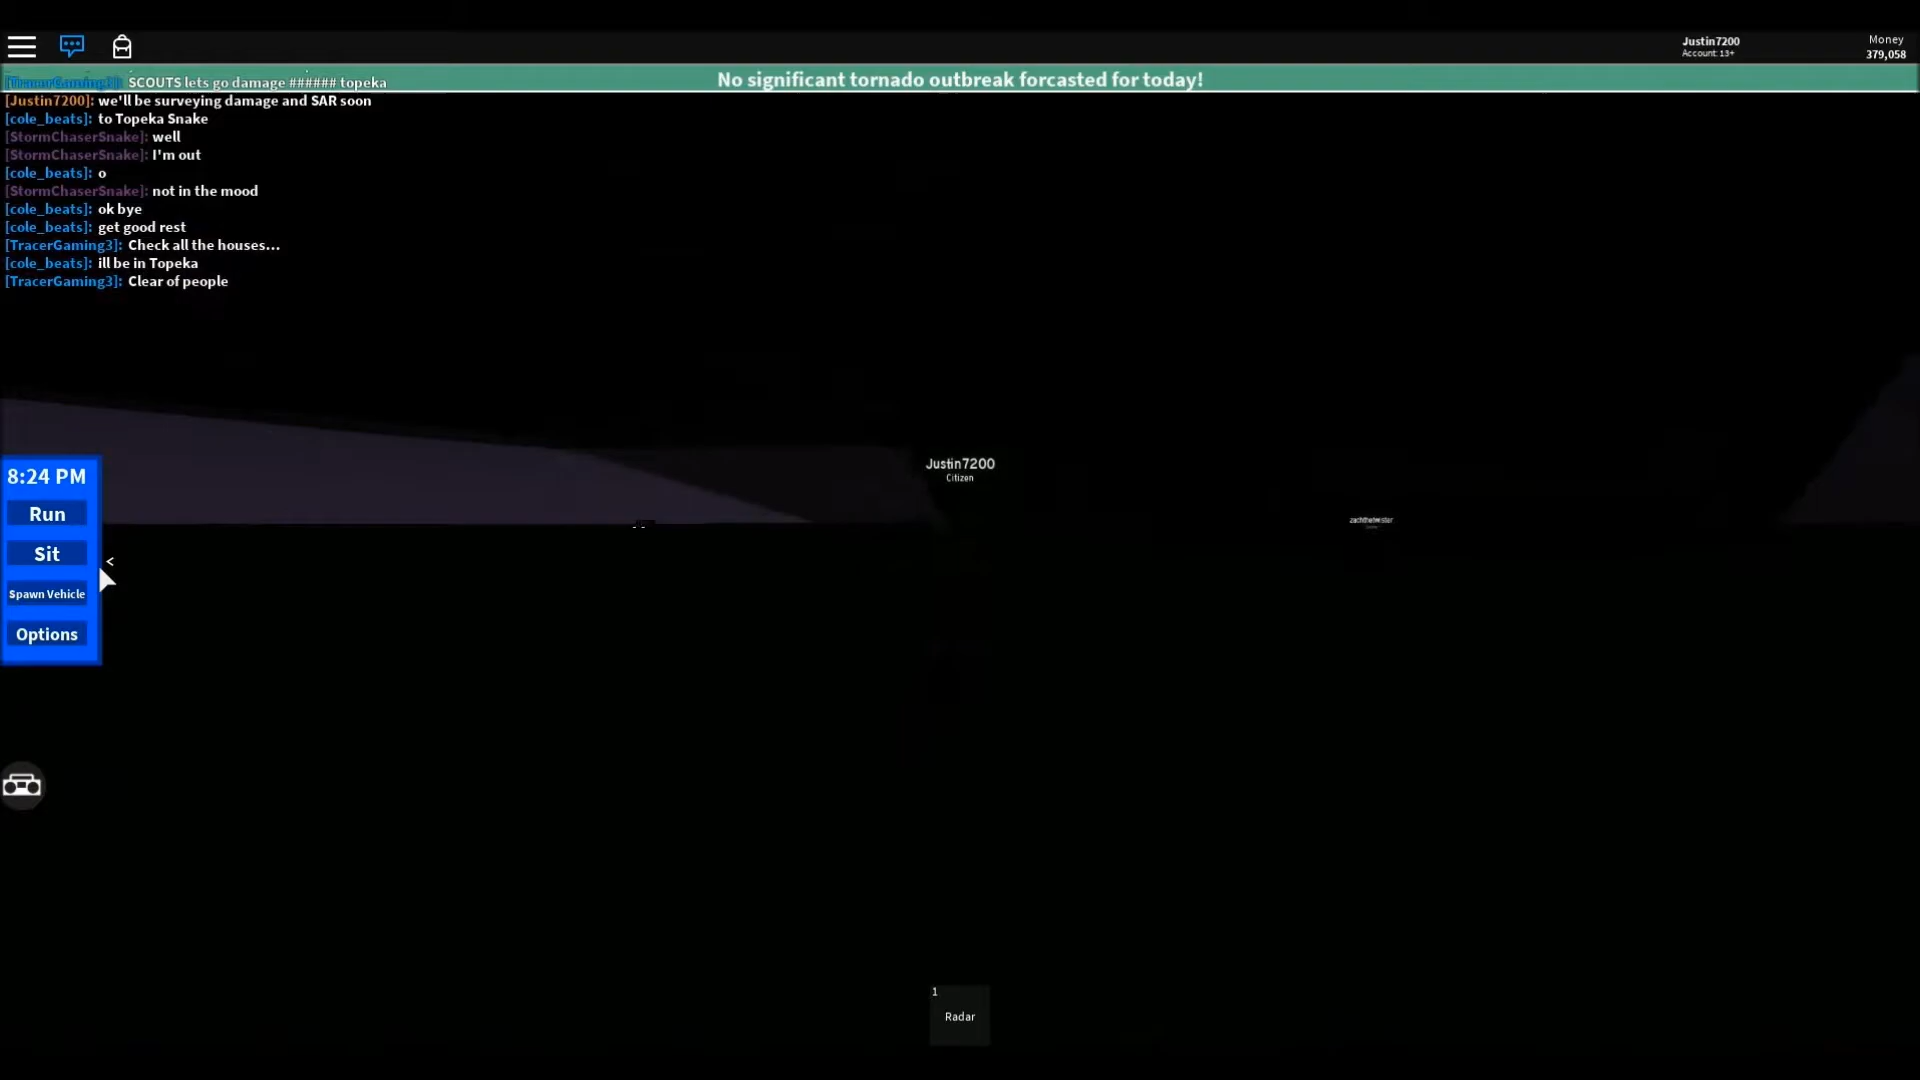 Justin7200
Account: 13+
Money
379,058
No significant tornado outbreak forcasted for today!
[TracerGaming3]: SCOUTS lets go damage ###### topeka
[Justin7200]: we'll be surveying damage and SAR soon
[cole_beats]: to Topeka Snake
[StormChaserSnake]: well
[StormChaserSnake]: I'm out
[cole_beats]: o
[StormChaserSnake]: not in the mood
[cole_beats]: ok bye
[cole_beats]: get good rest
[TracerGaming3]: Check all the houses...
[cole_beats]: ill be in Topeka
[TracerGaming3]: Clear of people
8:24 PM
Run
Sit
<
Spawn Vehicle
Options
Justin7200
Citizen
zachthetwister
1
Radar